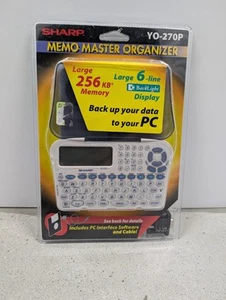 SHARP
YO-270P
MEMO MASTER ORGANIZER
Large
256 KB*
Memory
Large 6-line
BackLight
Display
Back up your data
to your PC
SHARP
See back for details.
Includes PC Interface Software
and Cable!